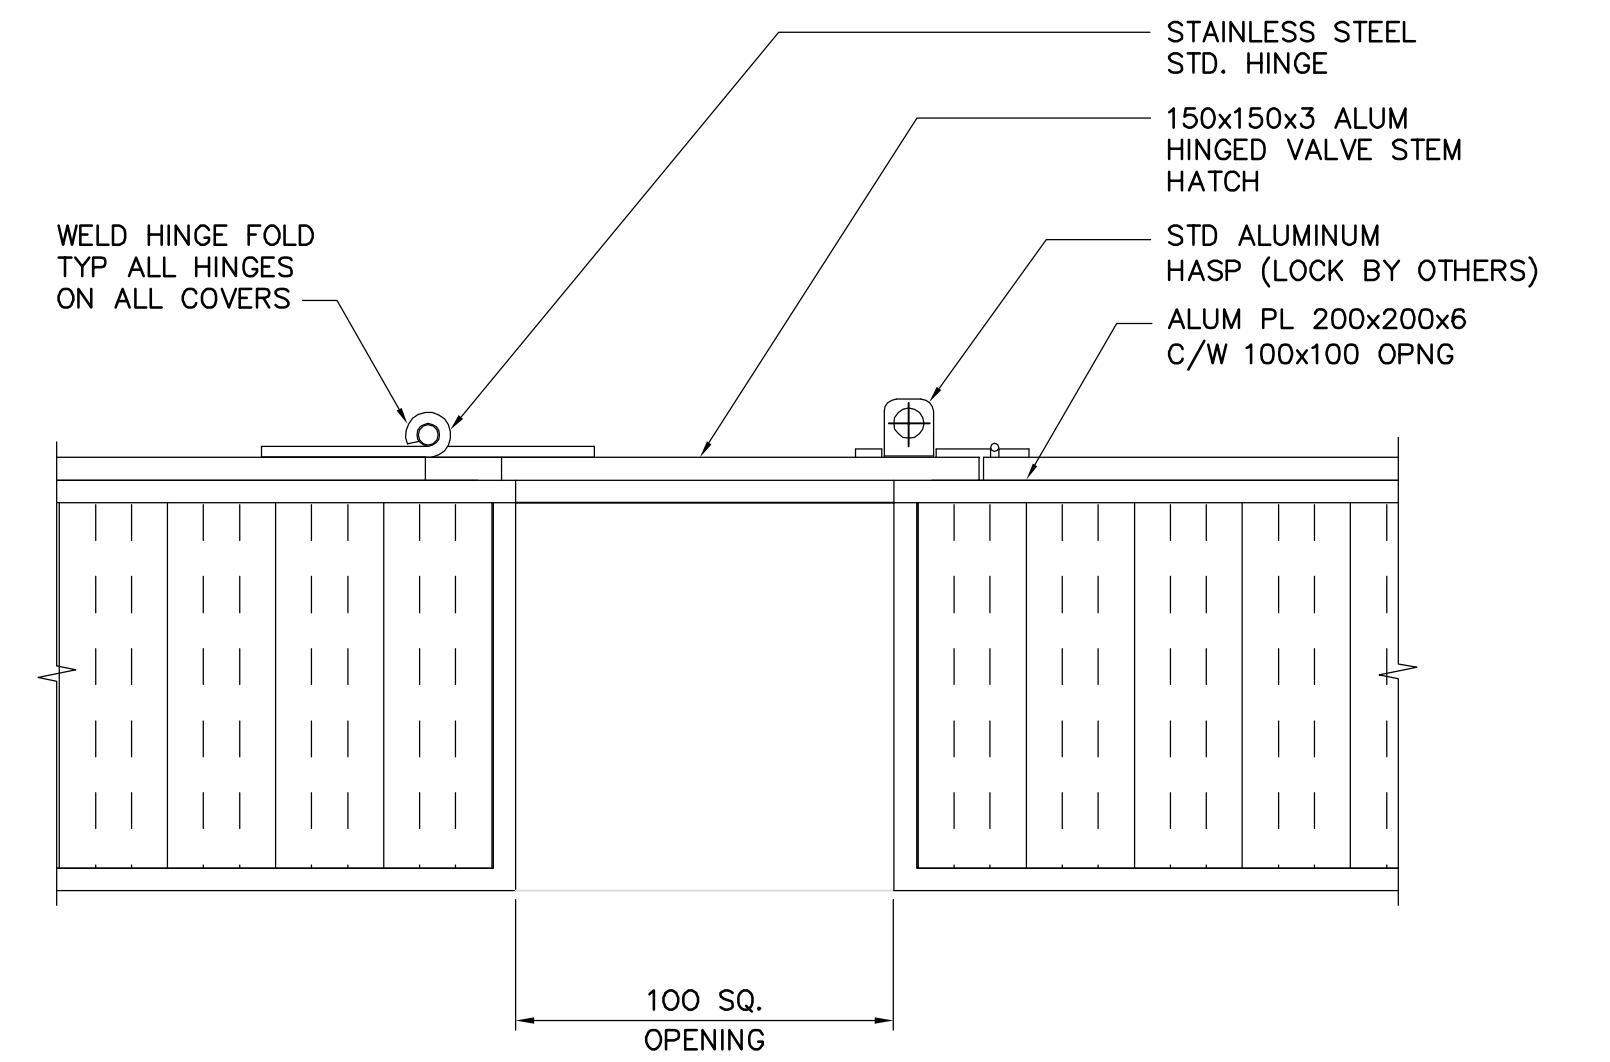 STAINLESS STEEL
STD. HINGE
150x150x3 ALUM
HINGED VALVE STEM
HATCH
WELD HINGE FOLD
TYP ALL HINGES
ON ALL COVERS
STD ALUMINUM
HASP (LOCK BY OTHERS)
ALUM PL 200x200x6
C/W 100x100 OPNG
100 SQ.
OPENING